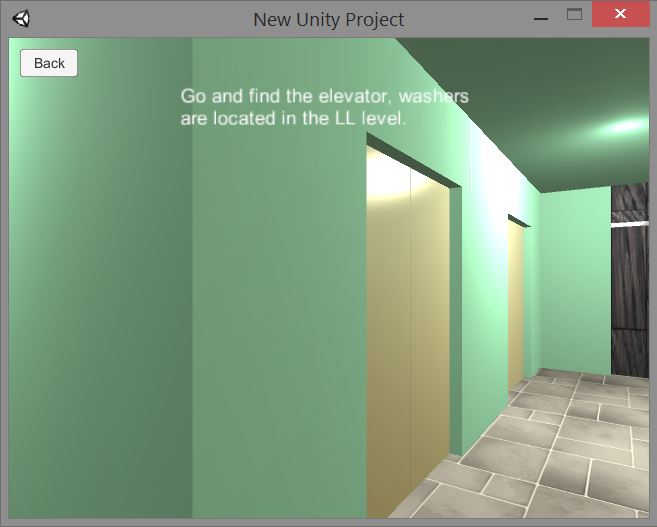 New Unity Project
Back
Go and find the elevator, washers
are located in the LL level.